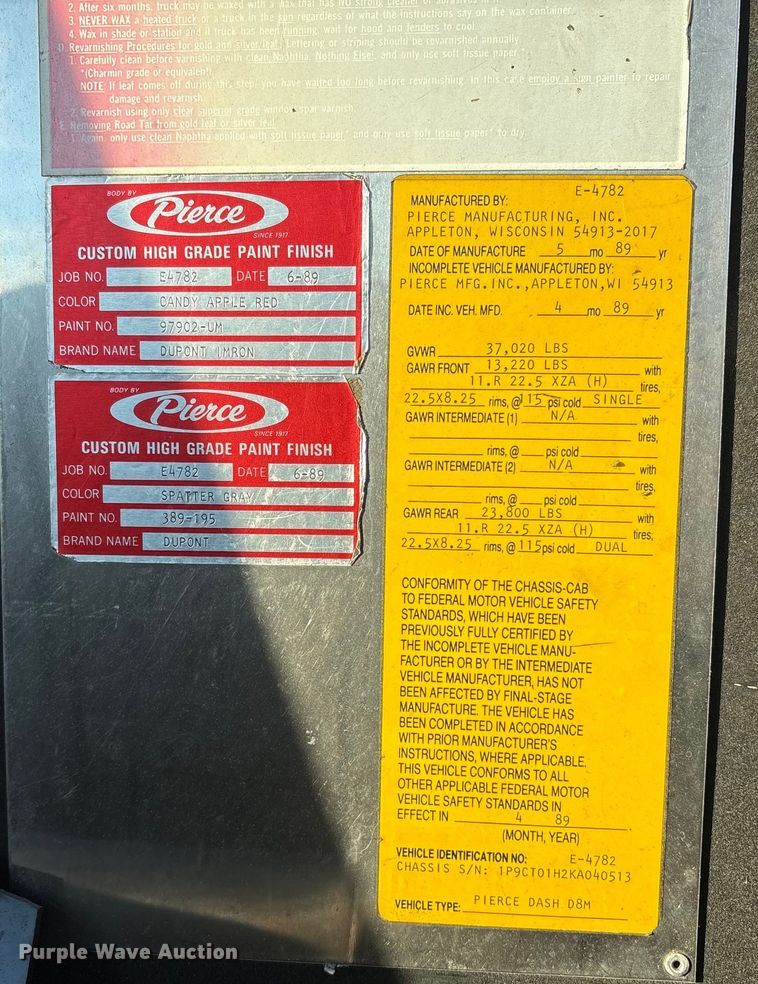 2. After six months, truck may be waxed with a wax that has NO strong cleaner or abrasives in
3. NEVER WAX a heated truck or a truck in the sun regardless of what the instructions say on the wax container.
4. Wax in shade or station and if truck has been running, wait for hood and fenders to cool.
D. Revarnishing Procedures for gold and silver leaf. Lettering or striping should be revarnished annually.
1. Carefully clean before varnishing with clean Naphtha. Nothing Else! and only use soft tissue paper
*(Charmin grade or equivalent)
NOTE: If leaf comes off during this step, you have waited too long before revarnishing. In this case employ a sign painter to repair
damage and revarnish.
2. Revarnish using only clear superior grade window spar varnish.
E. Removing Road Tar from gold leaf or silver leaf
1. Again, only use clean Naphtha applied with soft tissue paper* and only use soft tissue paper* to dry.
BODY BY
Pierce
SINCE 1917
CUSTOM HIGH GRADE PAINT FINISH
JOB NO. E4782 DATE 6-89
COLOR CANDY APPLE RED
PAINT NO. 97902-UM
BRAND NAME DUPONT IMRON
BODY BY
Pierce
SINCE 1917
CUSTOM HIGH GRADE PAINT FINISH
JOB NO. E4782 DATE 6-89
COLOR SPATTER GRAY
PAINT NO. 389-195
BRAND NAME DUPONT
E-4782
MANUFACTURED BY:
PIERCE MANUFACTURING, INC.
APPLETON, WISCONSIN 54913-2017
DATE OF MANUFACTURE 5 mo 89 yr
INCOMPLETE VEHICLE MANUFACTURED BY:
PIERCE MFG.INC.,APPLETON,WI 54913
DATE INC. VEH. MFD. 4 mo 89 yr
GVWR 37,020 LBS
GAWR FRONT 13,220 LBS with
11.R 22.5 XZA (H) tires,
22.5X8.25 rims, @ 115 psi cold SINGLE
GAWR INTERMEDIATE (1) N/A with
tires,
rims, @ psi cold
GAWR INTERMEDIATE (2) N/A with
tires,
rims, @ psi cold
GAWR REAR 23,800 LBS with
11.R 22.5 XZA (H) tires,
22.5X8.25 rims, @ 115 psi cold DUAL
CONFORMITY OF THE CHASSIS-CAB
TO FEDERAL MOTOR VEHICLE SAFETY
STANDARDS, WHICH HAVE BEEN
PREVIOUSLY FULLY CERTIFIED BY
THE INCOMPLETE VEHICLE MANU-
FACTURER OR BY THE INTERMEDIATE
VEHICLE MANUFACTURER, HAS NOT
BEEN AFFECTED BY FINAL-STAGE
MANUFACTURE. THE VEHICLE HAS
BEEN COMPLETED IN ACCORDANCE
WITH PRIOR MANUFACTURER'S
INSTRUCTIONS, WHERE APPLICABLE.
THIS VEHICLE CONFORMS TO ALL
OTHER APPLICABLE FEDERAL MOTOR
VEHICLE SAFETY STANDARDS IN
EFFECT IN 4 89
(MONTH, YEAR)
VEHICLE IDENTIFICATION NO: E-4782
CHASSIS S/N: 1P9CT01H2KA040513
VEHICLE TYPE: PIERCE DASH D8M
Purple Wave Auction